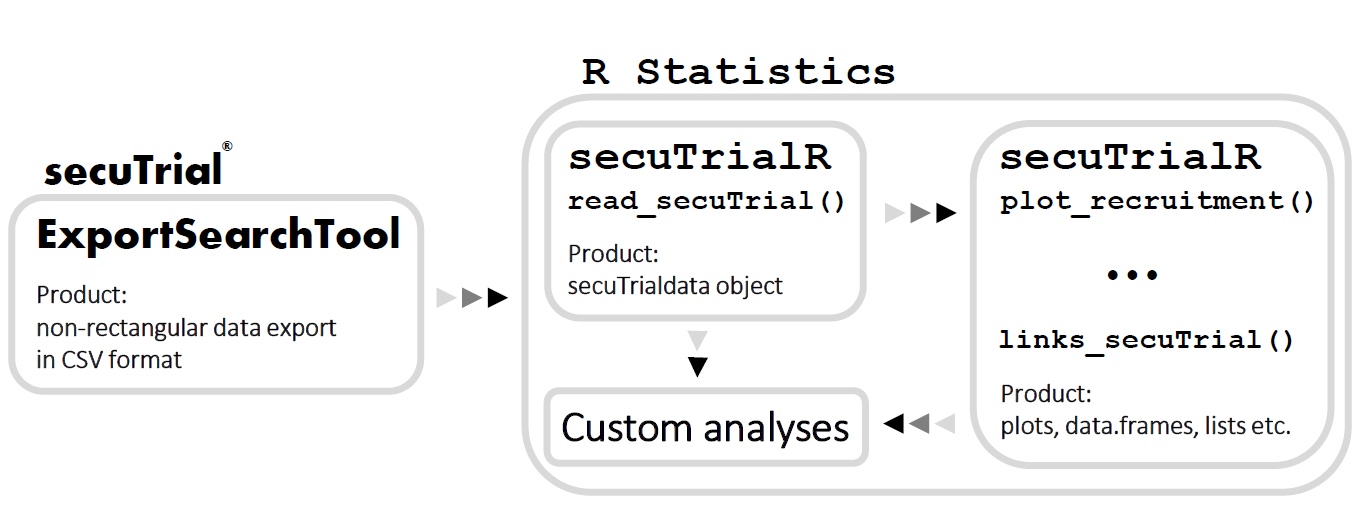 R Statistics
secuTrial®
ExportSearchTool
Product:
non-rectangular data export
in CSV format
secuTrialR
read_secuTrial()
Product:
secuTrialdata object
secuTrialR
plot_recruitment()
...
links_secuTrial()
Product:
plots, data.frames, lists etc.
Custom analyses